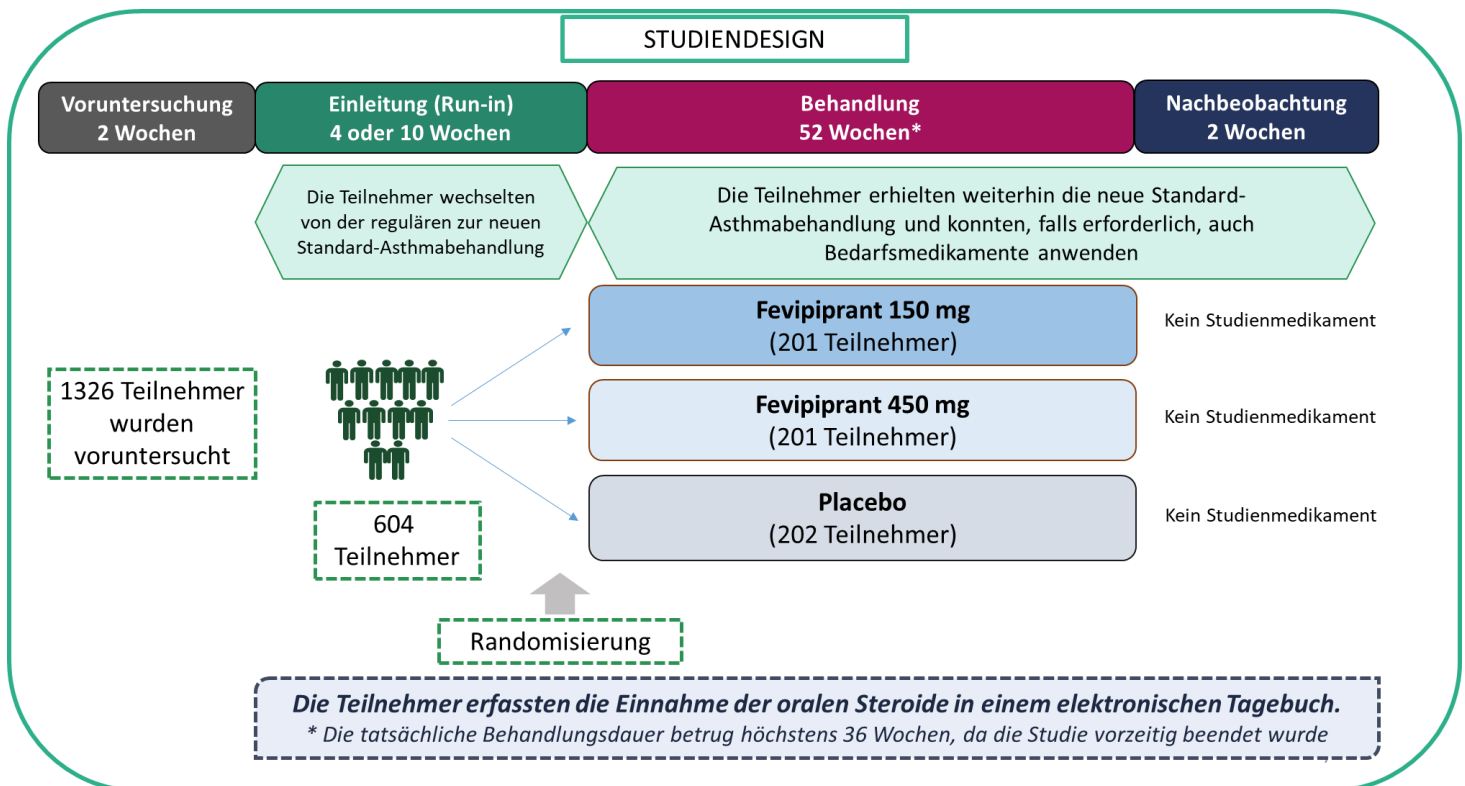 STUDIENDESIGN
Voruntersuchung
2 Wochen
Einleitung (Run-in)
4 oder 10 Wochen
Behandlung
52 Wochen*
Nachbeobachtung
2 Wochen
Die Teilnehmer wechselten
von der regulären zur neuen
Standard-Asthmabehandlung
Die Teilnehmer erhielten weiterhin die neue Standard-
Asthmabehandlung und konnten, falls erforderlich, auch
Bedarfsmedikamente anwenden
1326 Teilnehmer
wurden
voruntersucht
604
Teilnehmer
Fevipiprant 150 mg
(201 Teilnehmer)
Kein Studienmedikament
Fevipiprant 450 mg
(201 Teilnehmer)
Kein Studienmedikament
Placebo
(202 Teilnehmer)
Kein Studienmedikament
Randomisierung
Die Teilnehmer erfassten die Einnahme der oralen Steroide in einem elektronischen Tagebuch.
* Die tatsächliche Behandlungsdauer betrug höchstens 36 Wochen, da die Studie vorzeitig beendet wurde